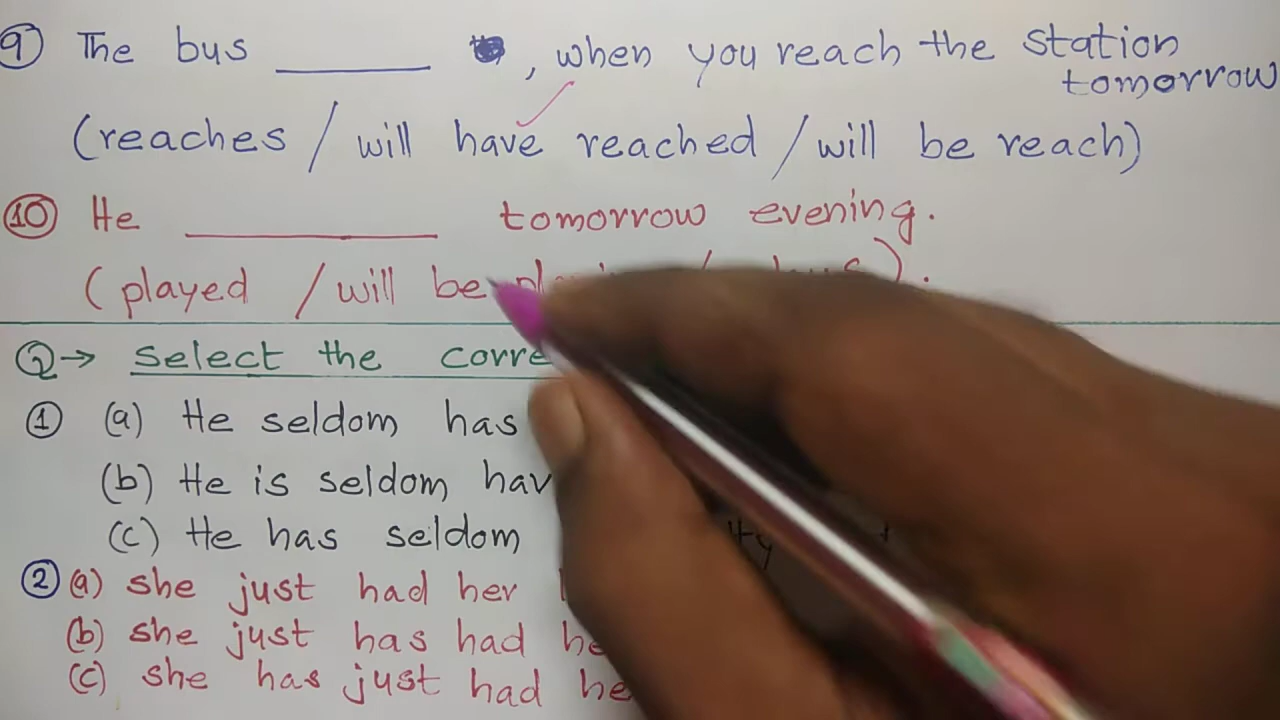 9 The bus ______ , when you reach the station
tomorrow
(reaches / will have reached / will be reach)
10 He ______ tomorrow evening.
(played / will be
Q→ Select the
1 (a) He seldom has
(b) He is seldom
(c) He has seldom
2 (a) she just had her
(b) she just has had
(c) she has just had